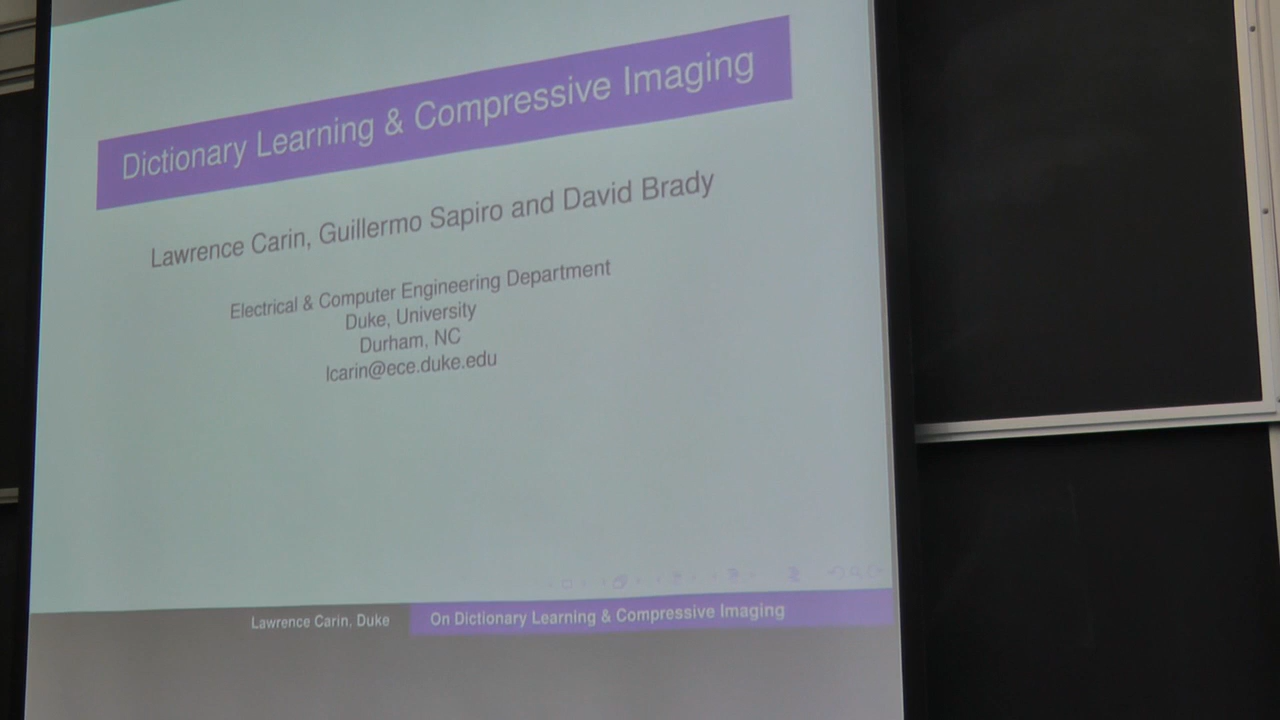 Dictionary Learning & Compressive Imaging
Lawrence Carin, Guillermo Sapiro and David Brady
Electrical & Computer Engineering Department
Duke, University
Durham, NC
lcarin@ece.duke.edu
Lawrence Carin, Duke
On Dictionary Learning & Compressive Imaging